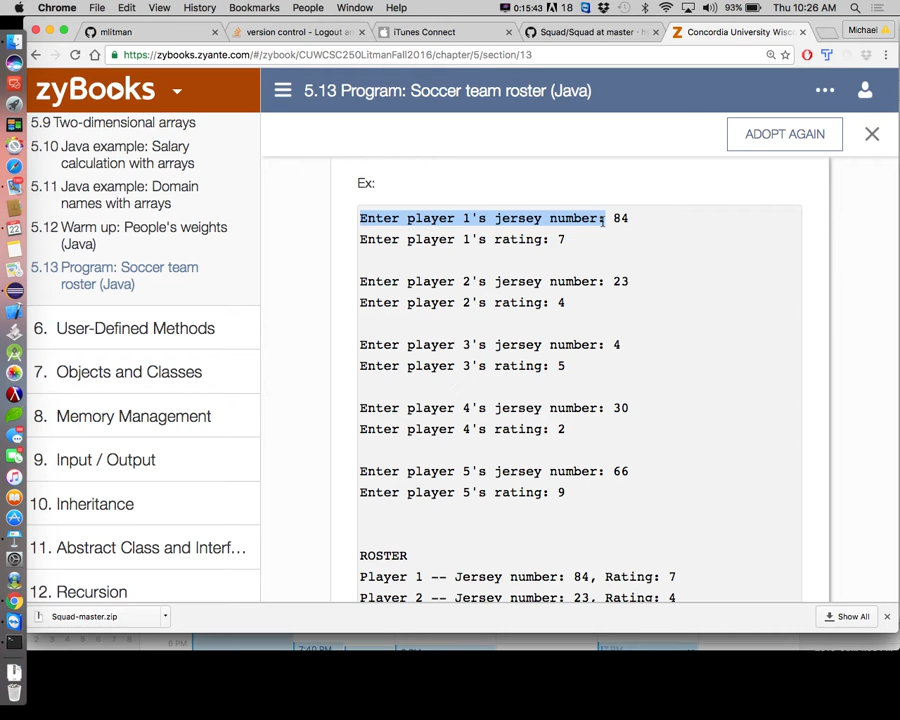 Chrome File Edit View History Bookmarks People Window Help 0:15:43 18 93% Thu 10:26 AM
mlitman
version control - Logout a
iTunes Connect
Squad/Squad at master · h
Concordia University Wisc
Michael
https://zybooks.zyante.com/#/zybook/CUWCSC250LitmanFall2016/chapter/5/section/13
zyBooks
5.13 Program: Soccer team roster (Java)
ADOPT AGAIN
5.9 Two-dimensional arrays
5.10 Java example: Salary
calculation with arrays
5.11 Java example: Domain
names with arrays
5.12 Warm up: People's weights
(Java)
5.13 Program: Soccer team
roster (Java)
6. User-Defined Methods
7. Objects and Classes
8. Memory Management
9. Input / Output
10. Inheritance
11. Abstract Class and Interf...
12. Recursion
Ex:
Enter player 1's jersey number: 84
Enter player 1's rating: 7
Enter player 2's jersey number: 23
Enter player 2's rating: 4
Enter player 3's jersey number: 4
Enter player 3's rating: 5
Enter player 4's jersey number: 30
Enter player 4's rating: 2
Enter player 5's jersey number: 66
Enter player 5's rating: 9
ROSTER
Player 1 -- Jersey number: 84, Rating: 7
Player 2 -- Jersey number: 23, Rating: 4
Squad-master.zip
Show All